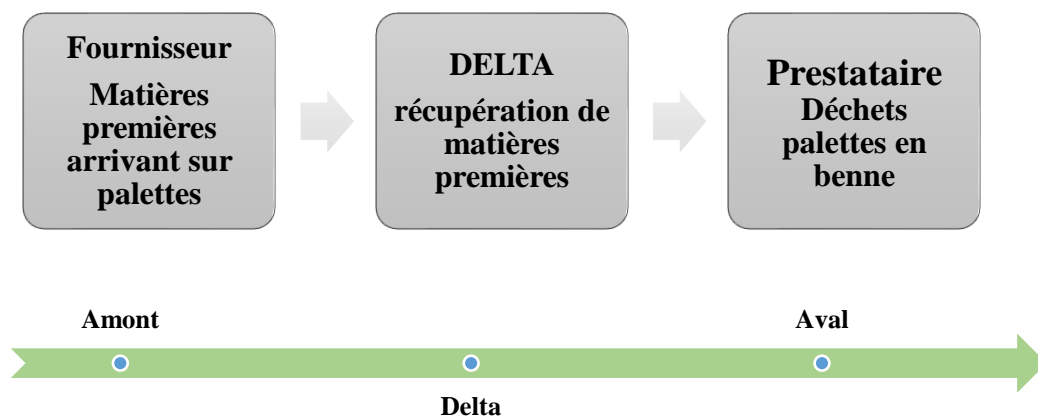 Fournisseur
Matières
premières
arrivant sur
palettes
DELTA
récupération de
matières
premières
Prestataire
Déchets
palettes en
benne
Amont
Aval
Delta